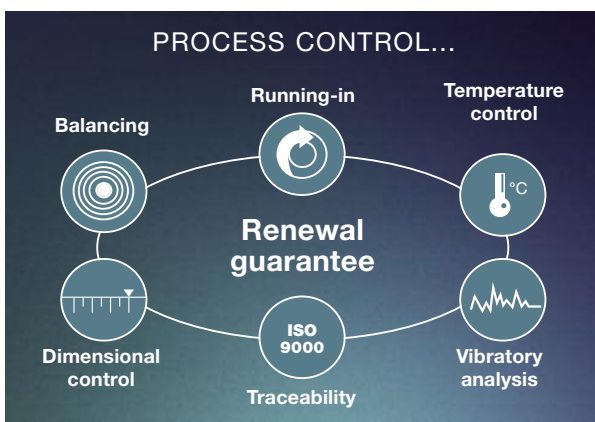 PROCESS CONTROL...
Running-in
Temperature
control
Balancing
°C
Renewal
guarantee
ISO
9000
Dimensional
control
Vibratory
analysis
Traceability